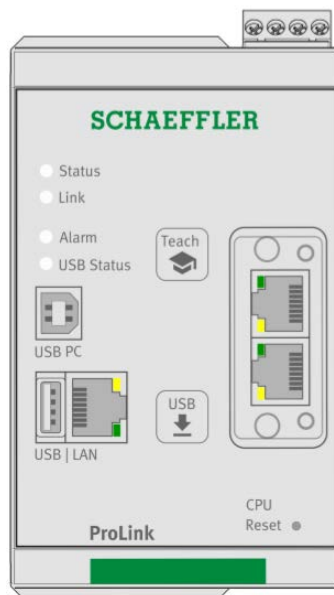 SCHAEFFLER
Status
Link
Alarm
USB Status
Teach
USB PC
USB
USB | LAN
CPU
Reset
ProLink